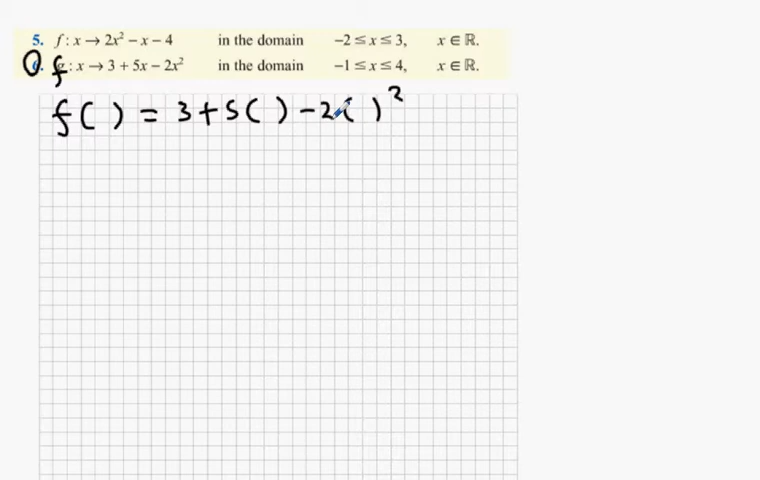 5. f : x → 2x² − x − 4 in the domain −2 ≤ x ≤ 3, x ∈ ℝ.
Q f : x → 3 + 5x − 2x² in the domain −1 ≤ x ≤ 4, x ∈ ℝ.
f( ) = 3 + 5( ) − 2( )²